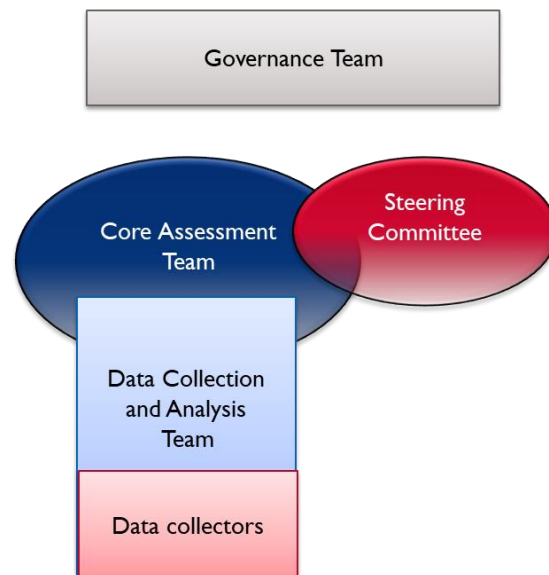 Governance Team
Core Assessment
Team
Steering
Committee
Data Collection
and Analysis
Team
Data collectors